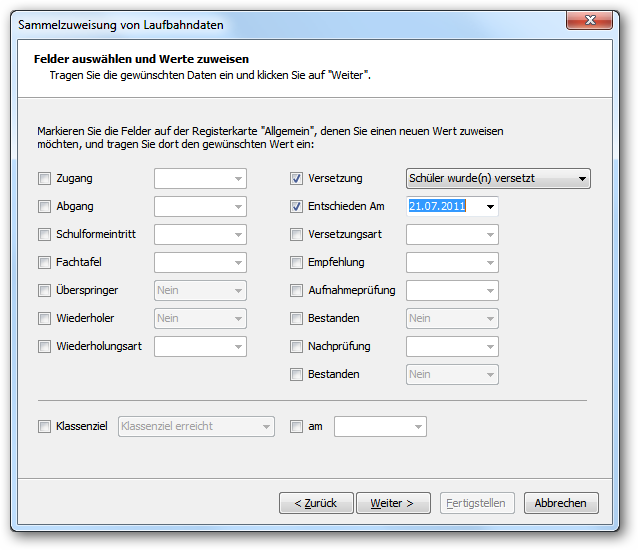 Sammelzuweisung von Laufbahndaten
Felder auswählen und Werte zuweisen
Tragen Sie die gewünschten Daten ein und klicken Sie auf "Weiter".
Markieren Sie die Felder auf der Registerkarte "Allgemein", denen Sie einen neuen Wert zuweisen
möchten, und tragen Sie dort den gewünschten Wert ein:
Zugang Versetzung Schüler wurde(n) versetzt
Abgang Entschieden Am 21.07.2011
Schulformeintritt Versetzungsart
Fachtafel Empfehlung
Überspringer Nein Aufnahmeprüfung
Wiederholer Nein Bestanden Nein
Wiederholungsart Nachprüfung
Bestanden Nein
Klassenziel Klassenziel erreicht am
< Zurück Weiter > Fertigstellen Abbrechen